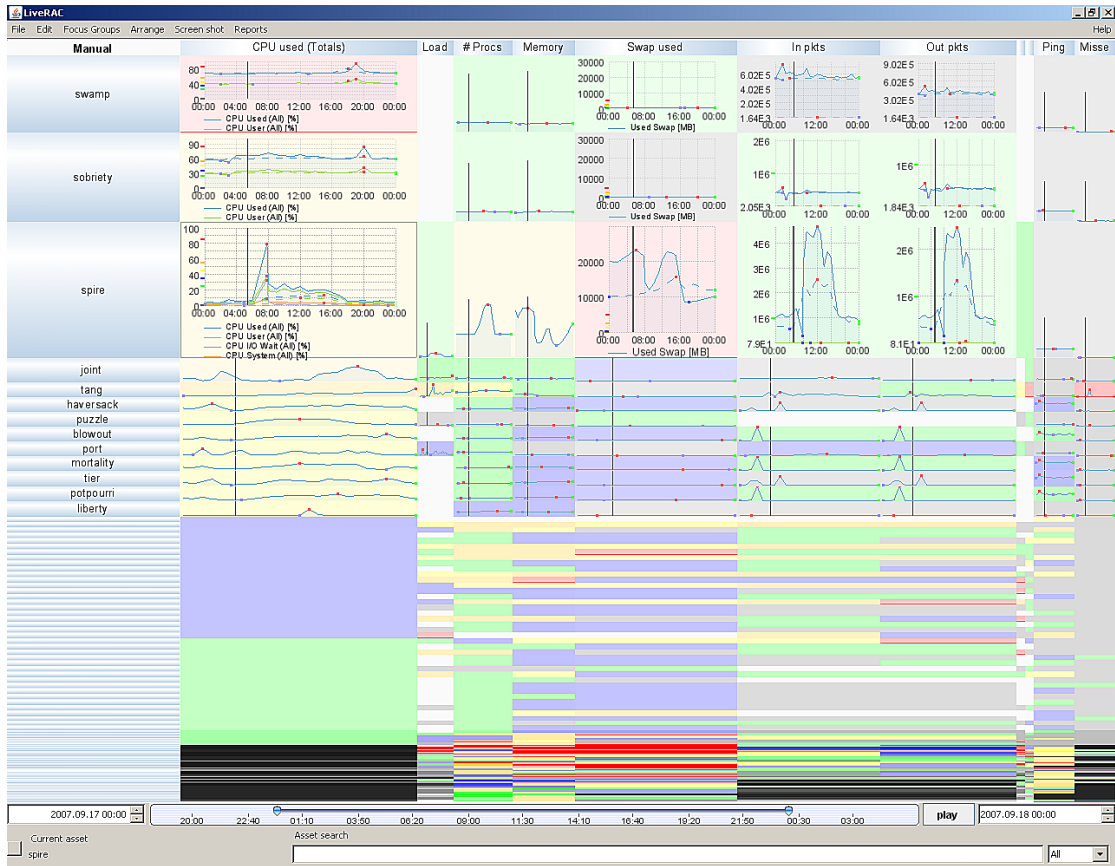 LiveRAC
File Edit Focus Groups Arrange Screen shot Reports Help
Manual CPU used (Totals) Load # Procs Memory Swap used In pkts Out pkts Ping Misse
swamp
80
40
0
00:00 04:00 08:00 12:00 16:00 20:00 00:00
CPU Used (All) [%]
CPU User (All) [%]
30000
20000
10000
0
00:00 08:00 16:00 00:00
Used Swap [MB]
6.02E5
4.02E5
2.02E5
1.64E3
12:00 00:00
9.02E5
6.02E5
3.02E5
1.64E3
12:00 00:00
sobriety
90
60
30
0
00:00 04:00 08:00 12:00 16:00 20:00 00:00
CPU Used (All) [%]
CPU User (All) [%]
30000
20000
10000
0
00:00 08:00 16:00 00:00
Used Swap [MB]
2E6
1E6
2.05E3
00:00 12:00 00:00
1E6
1.84E3
00:00 12:00 00:00
spire
100
80
60
40
20
0
00:00 04:00 08:00 12:00 16:00 20:00 00:00
CPU Used (All) [%]
CPU User (All) [%]
CPU I/O Wait (All) [%]
CPU System (All) [%]
20000
10000
0
00:00 08:00 16:00 00:00
Used Swap [MB]
4E6
3E6
2E6
1E6
7.9E1
00:00 12:00 00:00
2E6
1E6
8.1E1
00:00 12:00 00:00
joint
tang
haversack
puzzle
blowout
port
mortality
tier
potpourri
liberty
2007.09.17 00:00
20:00 22:40 01:10 03:50 06:20 09:00 11:30 14:10 16:40 19:20 21:50 00:30 03:00
play
2007.09.18 00:00
Current asset
spire
Asset search
All